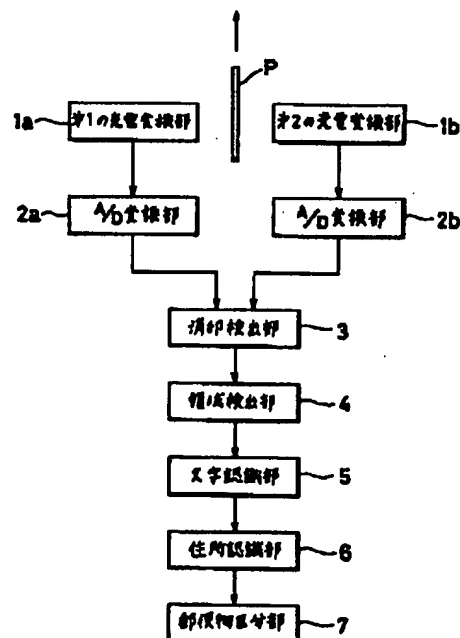 P
1a 第1の光電変換部
第2の光電変換部 1b
2a A/D変換部
A/D変換部 2b
消印検出部 3
領域検出部 4
文字認識部 5
住所認識部 6
郵便物区分部 7